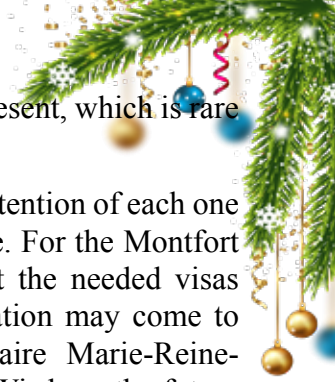 esent, which is rare
tention of each one
e. For the Montfort
t the needed visas
ation may come to
aire Marie-Reine-